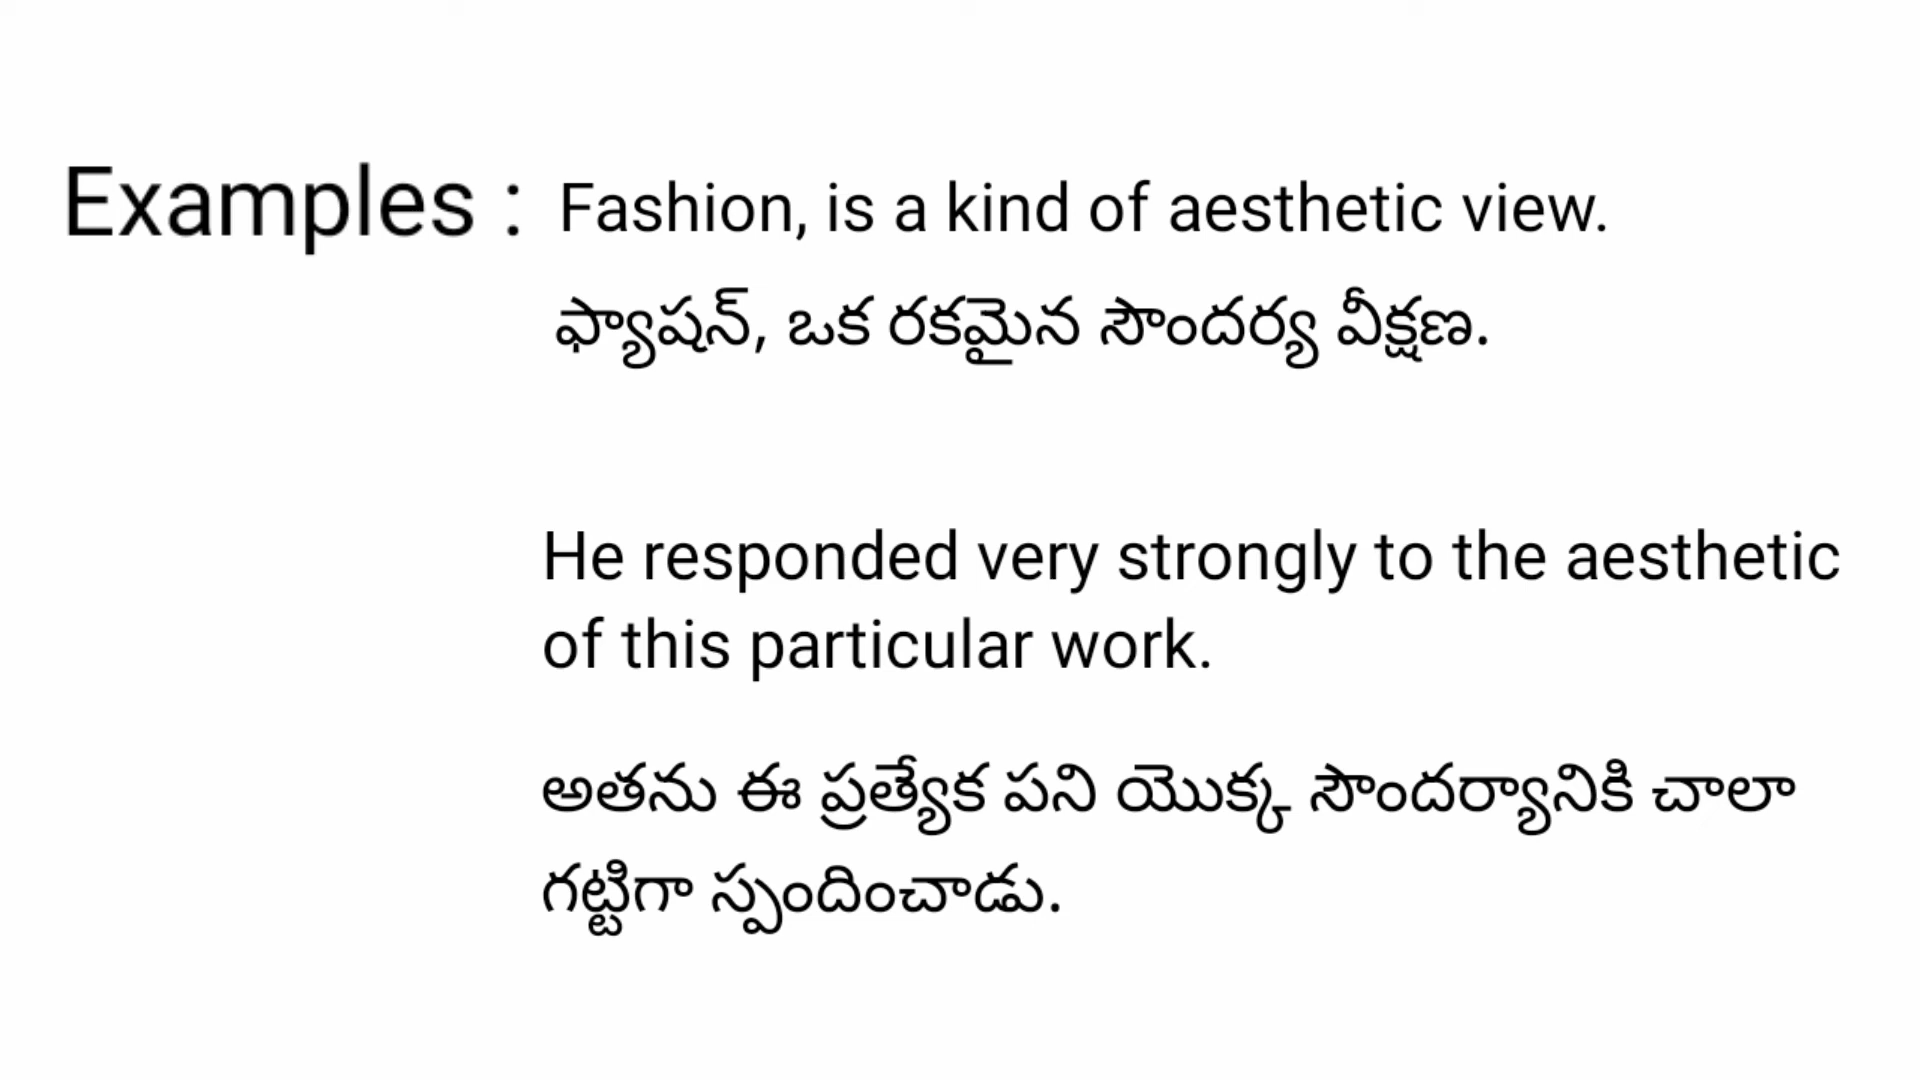 Examples : Fashion, is a kind of aesthetic view.
ఫ్యాషన్, ఒక రకమైన సౌందర్య వీక్షణ.
He responded very strongly to the aesthetic
of this particular work.
అతను ఈ ప్రత్యేక పని యొక్క సౌందర్యానికి చాలా
గట్టిగా స్పందించాడు.